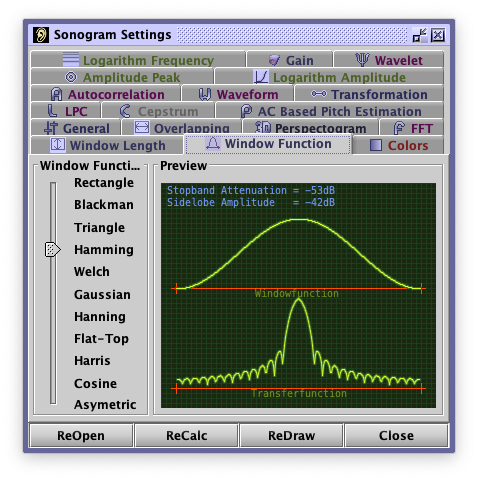 Sonogram Settings
Logarithm Frequency Gain Wavelet
Amplitude Peak Logarithm Amplitude
Autocorrelation Waveform Transformation
LPC Cepstrum AC Based Pitch Estimation
General Overlapping Perspectogram FFT
Window Length Window Function Colors
Window Functi... Preview
Rectangle
Blackman
Triangle
Hamming
Welch
Gaussian
Hanning
Flat-Top
Harris
Cosine
Asymetric
Stopband Attenuation = −53dB
Sidelobe Amplitude = −42dB
Windowfunction
Transferfunction
ReOpen ReCalc ReDraw Close